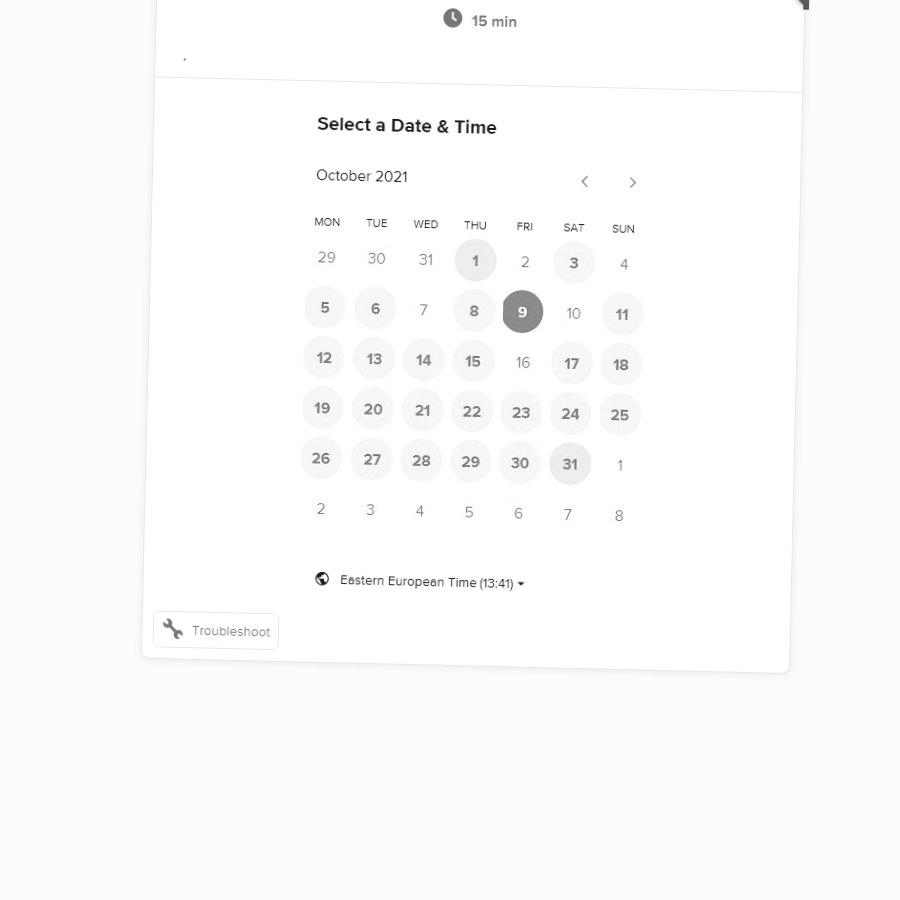 15 min
.
Select a Date & Time
October 2021
MON TUE WED THU FRI SAT SUN
29 30 31 1 2 3 4
5 6 7 8 9 10 11
12 13 14 15 16 17 18
19 20 21 22 23 24 25
26 27 28 29 30 31 1
2 3 4 5 6 7 8
Eastern European Time (13:41)
Troubleshoot